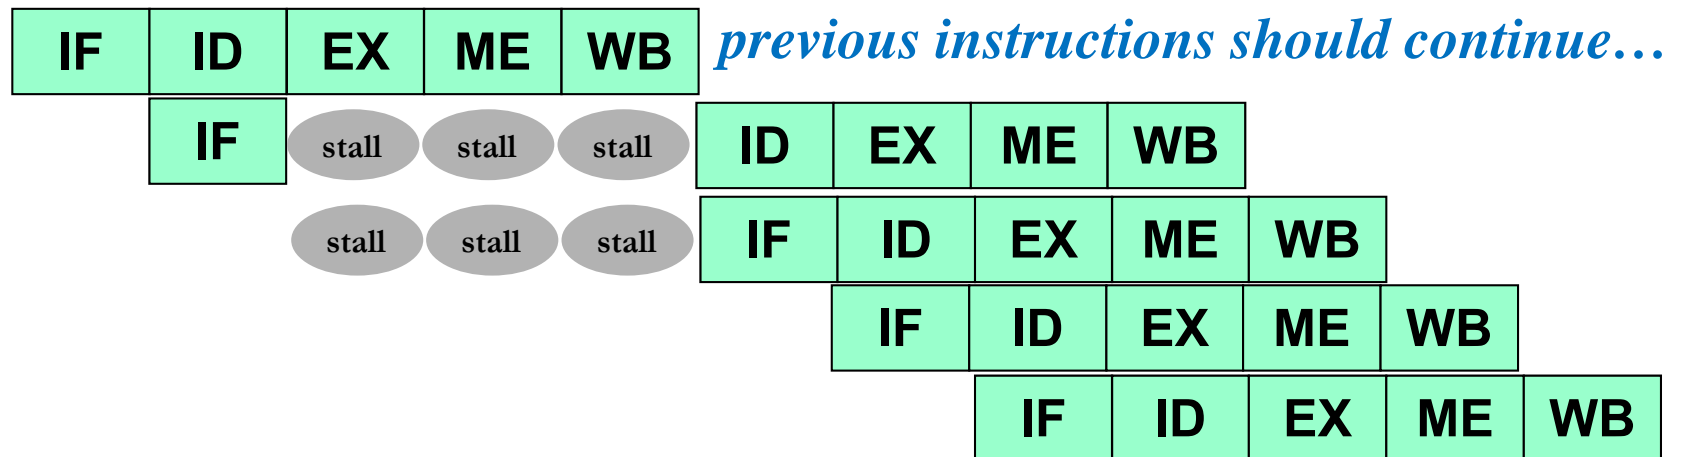 IF ID EX ME WB previous instructions should continue…
IF stall stall stall ID EX ME WB
stall stall stall IF ID EX ME WB
IF ID EX ME WB
IF ID EX ME WB